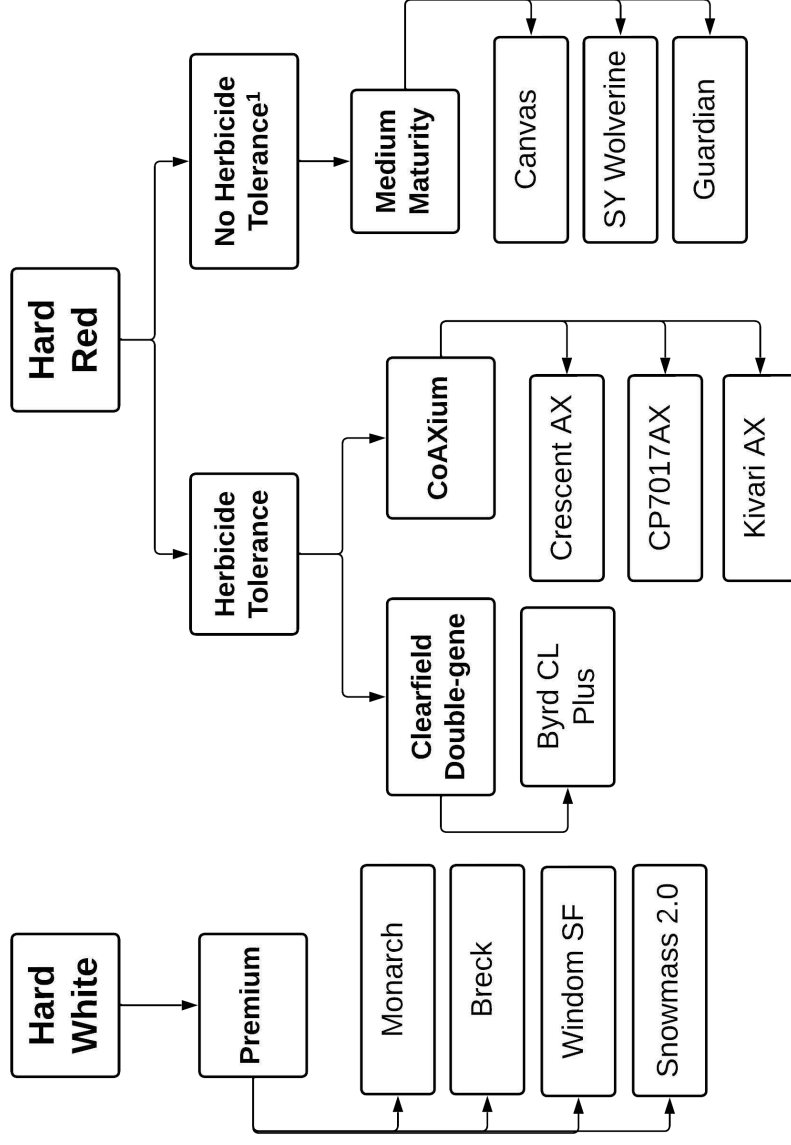 Hard
White
Premium
Monarch
Breck
Windom SF
Snowmass 2.0
Hard
Red
Herbicide
Tolerance
Clearfield
Double-gene
Byrd CL
Plus
CoAXium
Crescent AX
CP7017AX
Kivari AX
No Herbicide
Tolerance¹
Medium
Maturity
Canvas
SY Wolverine
Guardian